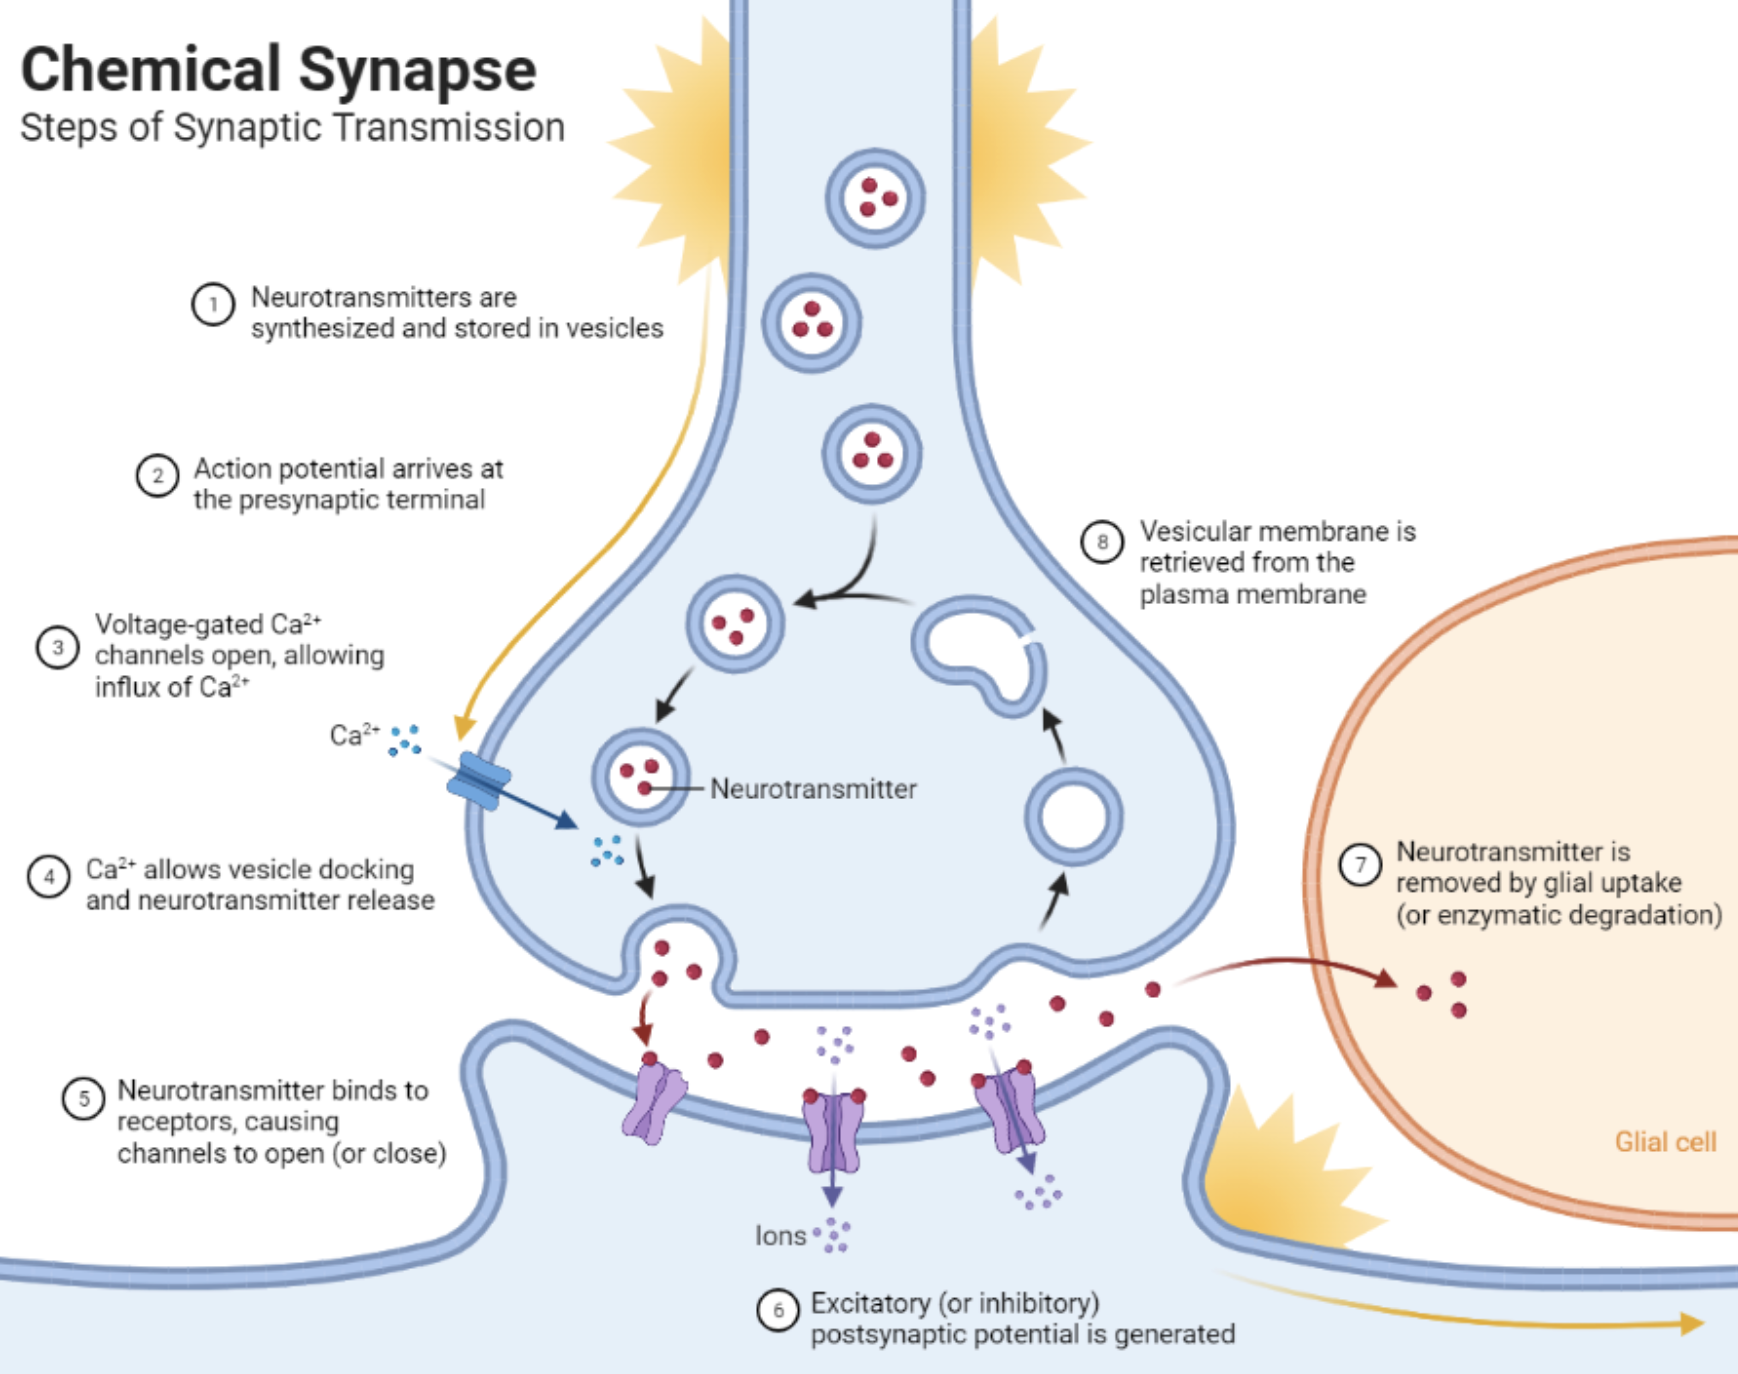 Chemical Synapse
Steps of Synaptic Transmission
1
Neurotransmitters are
synthesized and stored in vesicles
2
Action potential arrives at
the presynaptic terminal
3
Voltage-gated Ca²⁺
channels open, allowing
influx of Ca²⁺
Ca²⁺
Neurotransmitter
4
Ca²⁺ allows vesicle docking
and neurotransmitter release
5
Neurotransmitter binds to
receptors, causing
channels to open (or close)
Ions
6
Excitatory (or inhibitory)
postsynaptic potential is generated
7
Neurotransmitter is
removed by glial uptake
(or enzymatic degradation)
Glial cell
8
Vesicular membrane is
retrieved from the
plasma membrane